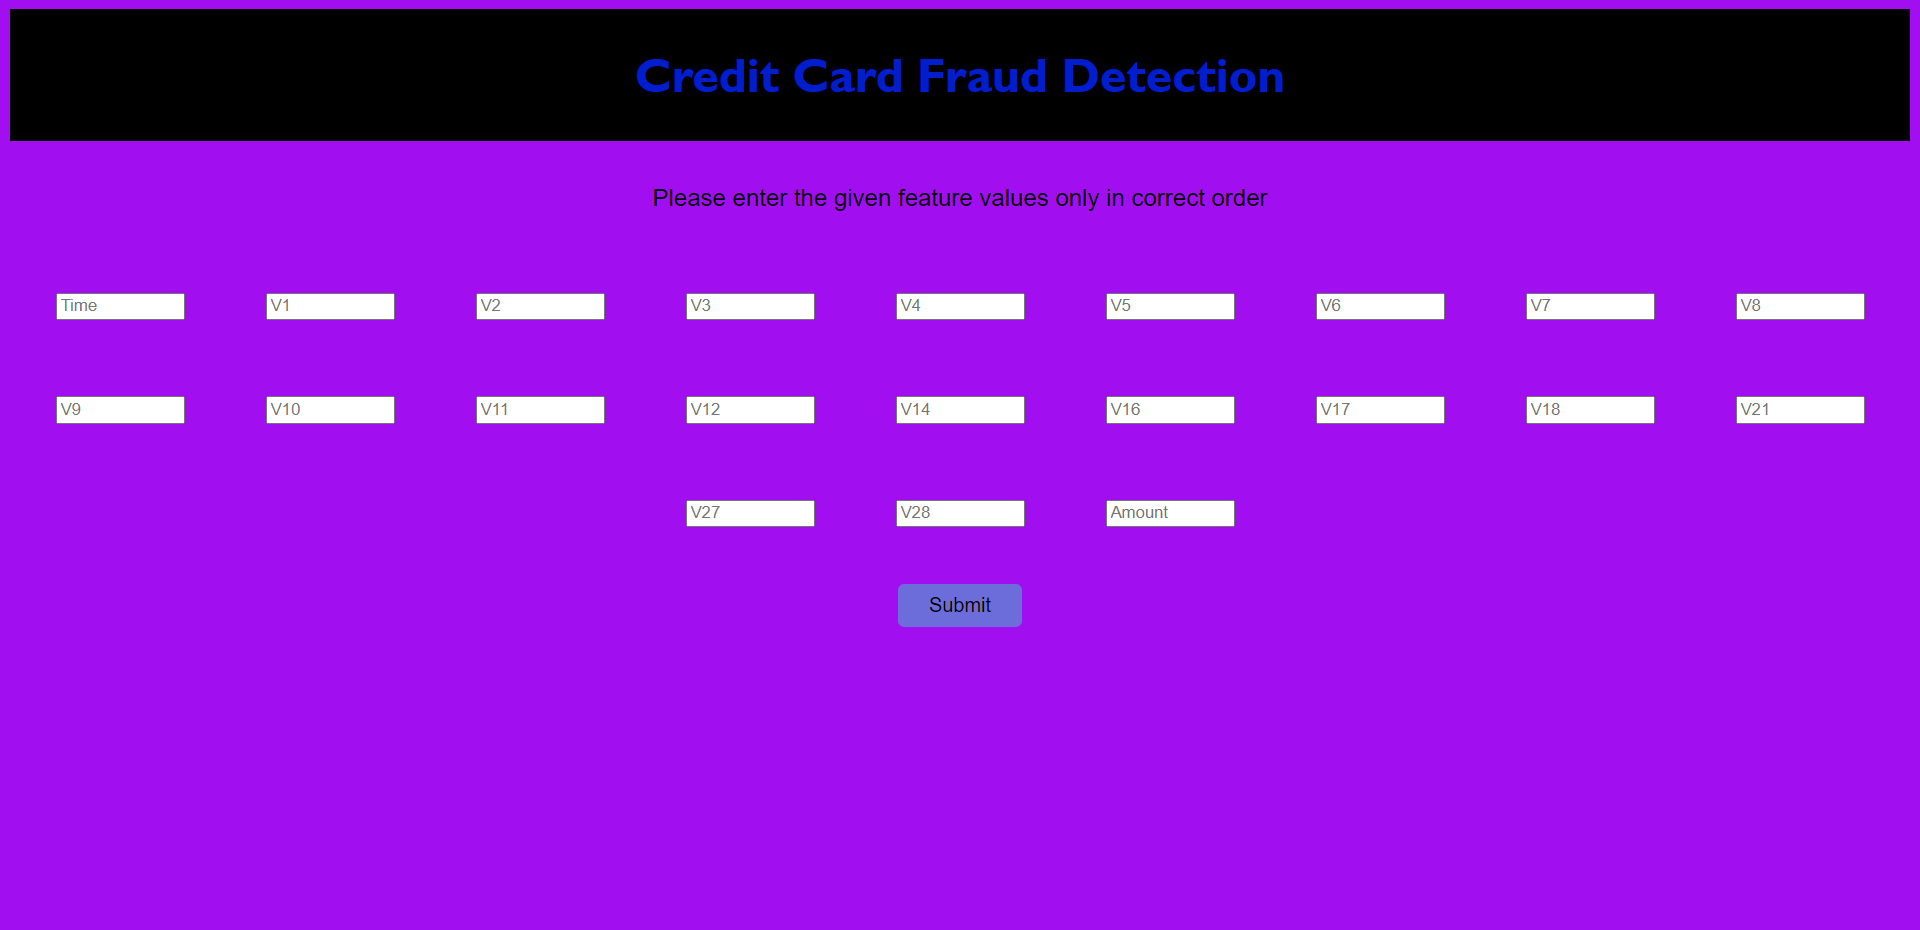 Credit Card Fraud Detection
Please enter the given feature values only in correct order
Time V1 V2 V3 V4 V5 V6 V7 V8
V9 V10 V11 V12 V14 V16 V17 V18 V21
V27 V28 Amount
Submit